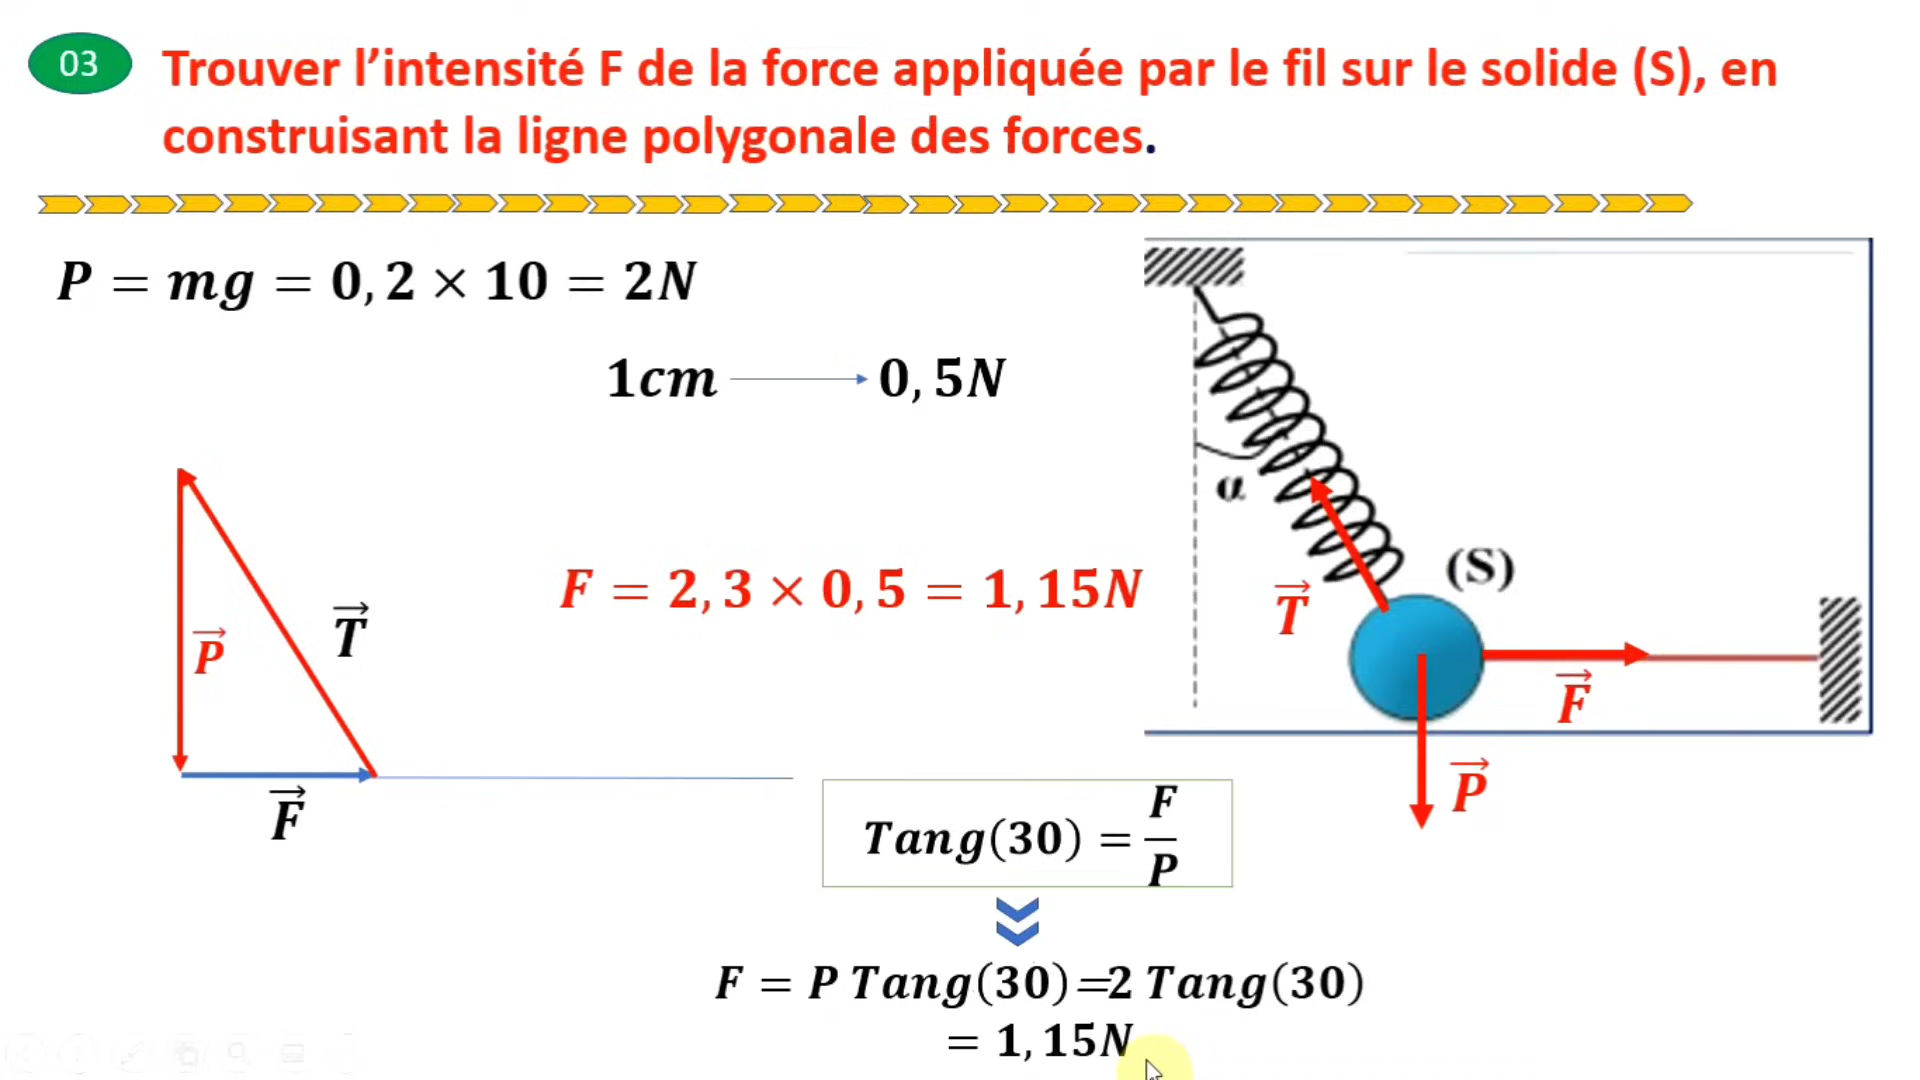 03
Trouver l’intensité F de la force appliquée par le fil sur le solide (S), en
construisant la ligne polygonale des forces.
P = mg = 0,2 × 10 = 2N
1cm → 0,5N
α
(S)
F = 2,3 × 0,5 = 1,15N
T⃗
T⃗
P⃗
F⃗
P⃗
F⃗
Tang(30) = F/P
F = P Tang(30)=2 Tang(30)
= 1,15N